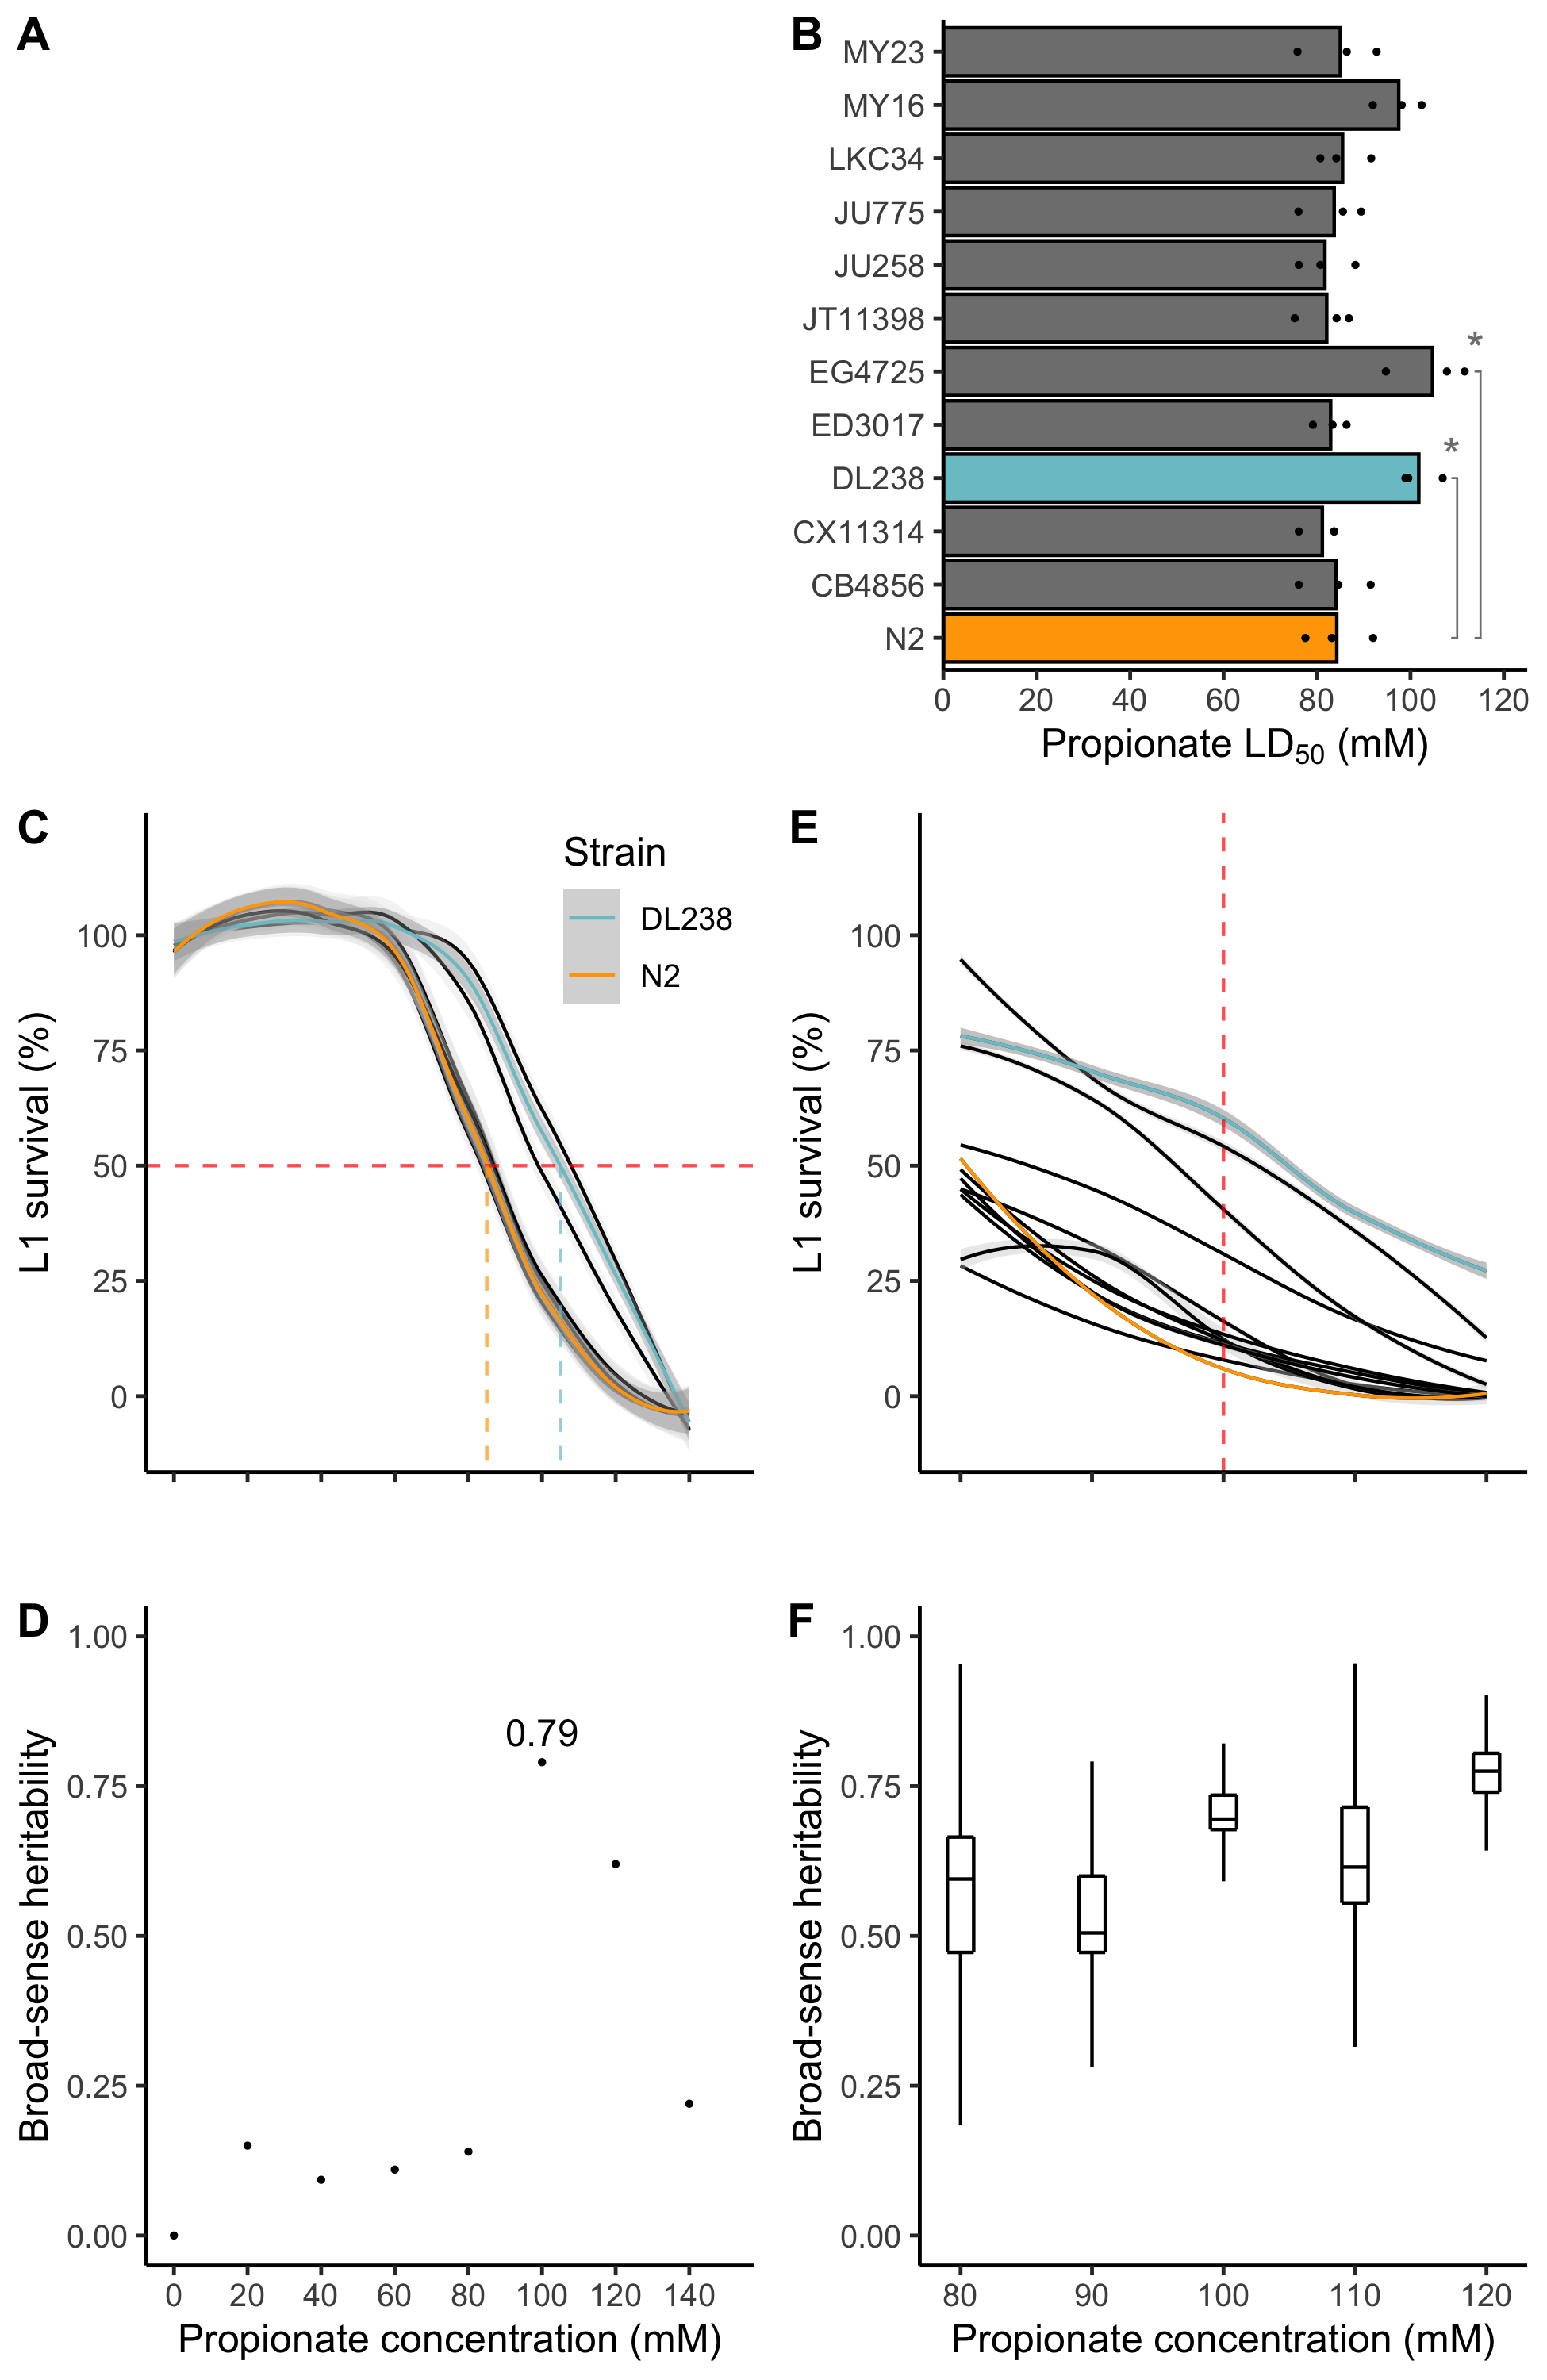 A
B
MY23
MY16
LKC34
JU775
JU258
JT11398
EG4725
*
ED3017
DL238
*
CX11314
CB4856
N2
0 20 40 60 80 100 120
Propionate LD50 (mM)
C
L1 survival (%)
100
75
50
25
0
Strain
DL238
N2
E
L1 survival (%)
100
75
50
25
0
D
Broad-sense heritability
1.00
0.75
0.50
0.25
0.00
0.79
0 20 40 60 80 100 120 140
Propionate concentration (mM)
F
Broad-sense heritability
1.00
0.75
0.50
0.25
0.00
80 90 100 110 120
Propionate concentration (mM)